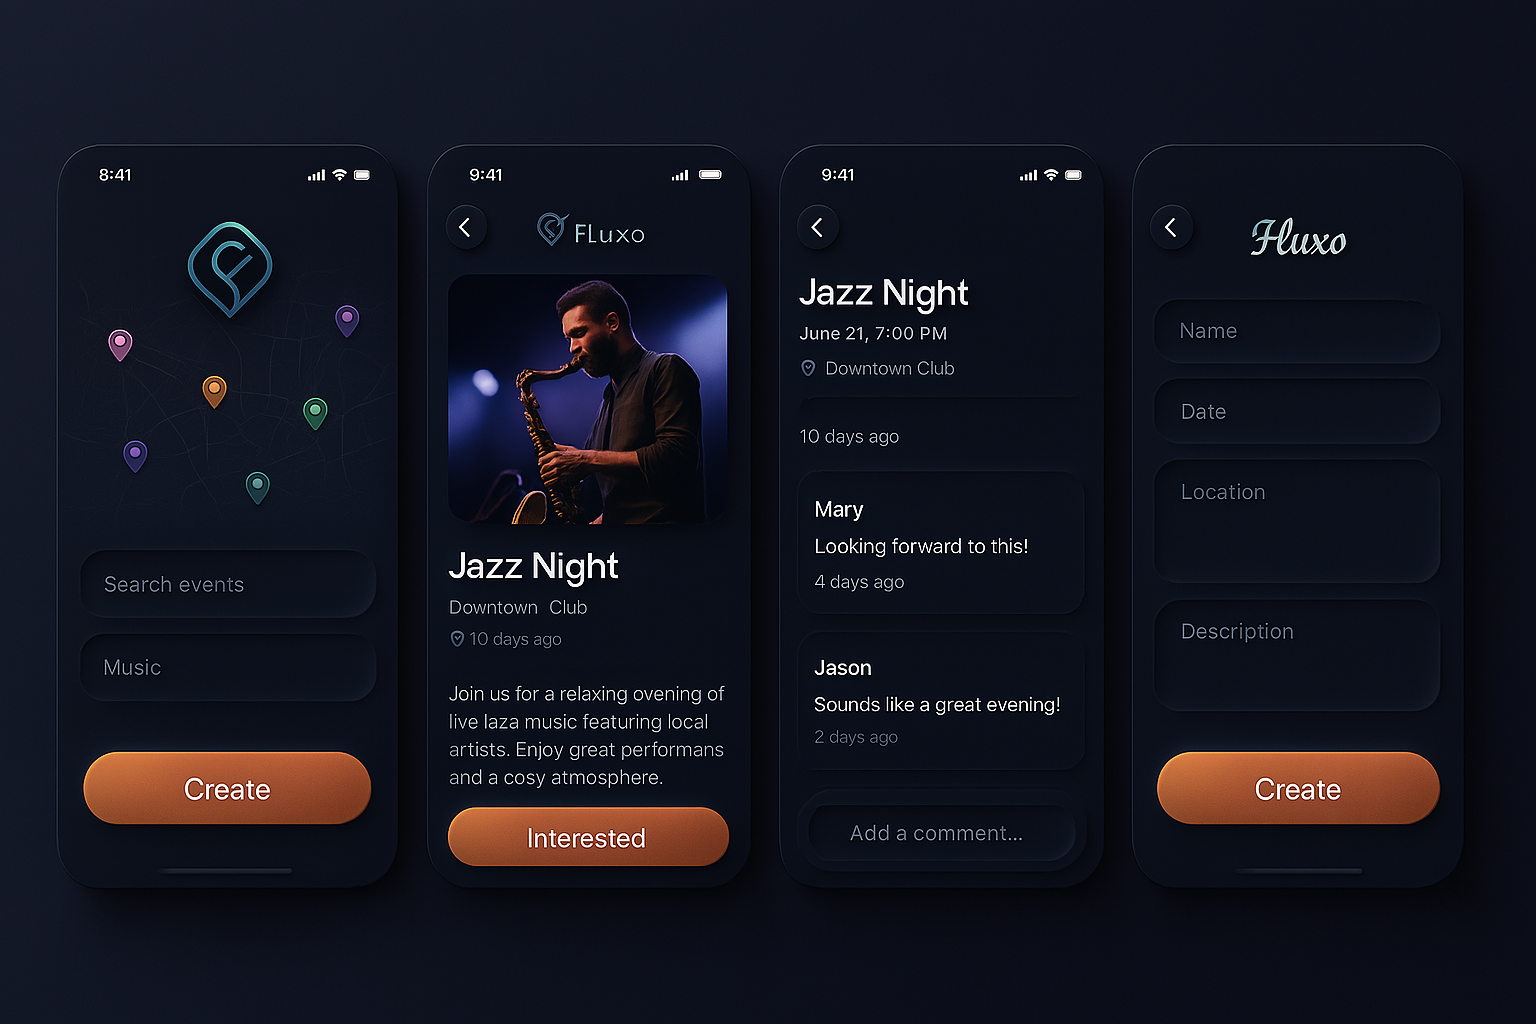 8:41
Search events
Music
Create
9:41
FLuxo
Jazz Night
Downtown Club
10 days ago
Join us for a relaxing ovening of
live laza music featuring local
artists. Enjoy great performans
and a cosy atmosphere.
Interested
9:41
Jazz Night
June 21, 7:00 PM
Downtown Club
10 days ago
Mary
Looking forward to this!
4 days ago
Jason
Sounds like a great evening!
2 days ago
Add a comment...
Fluxo
Name
Date
Location
Description
Create